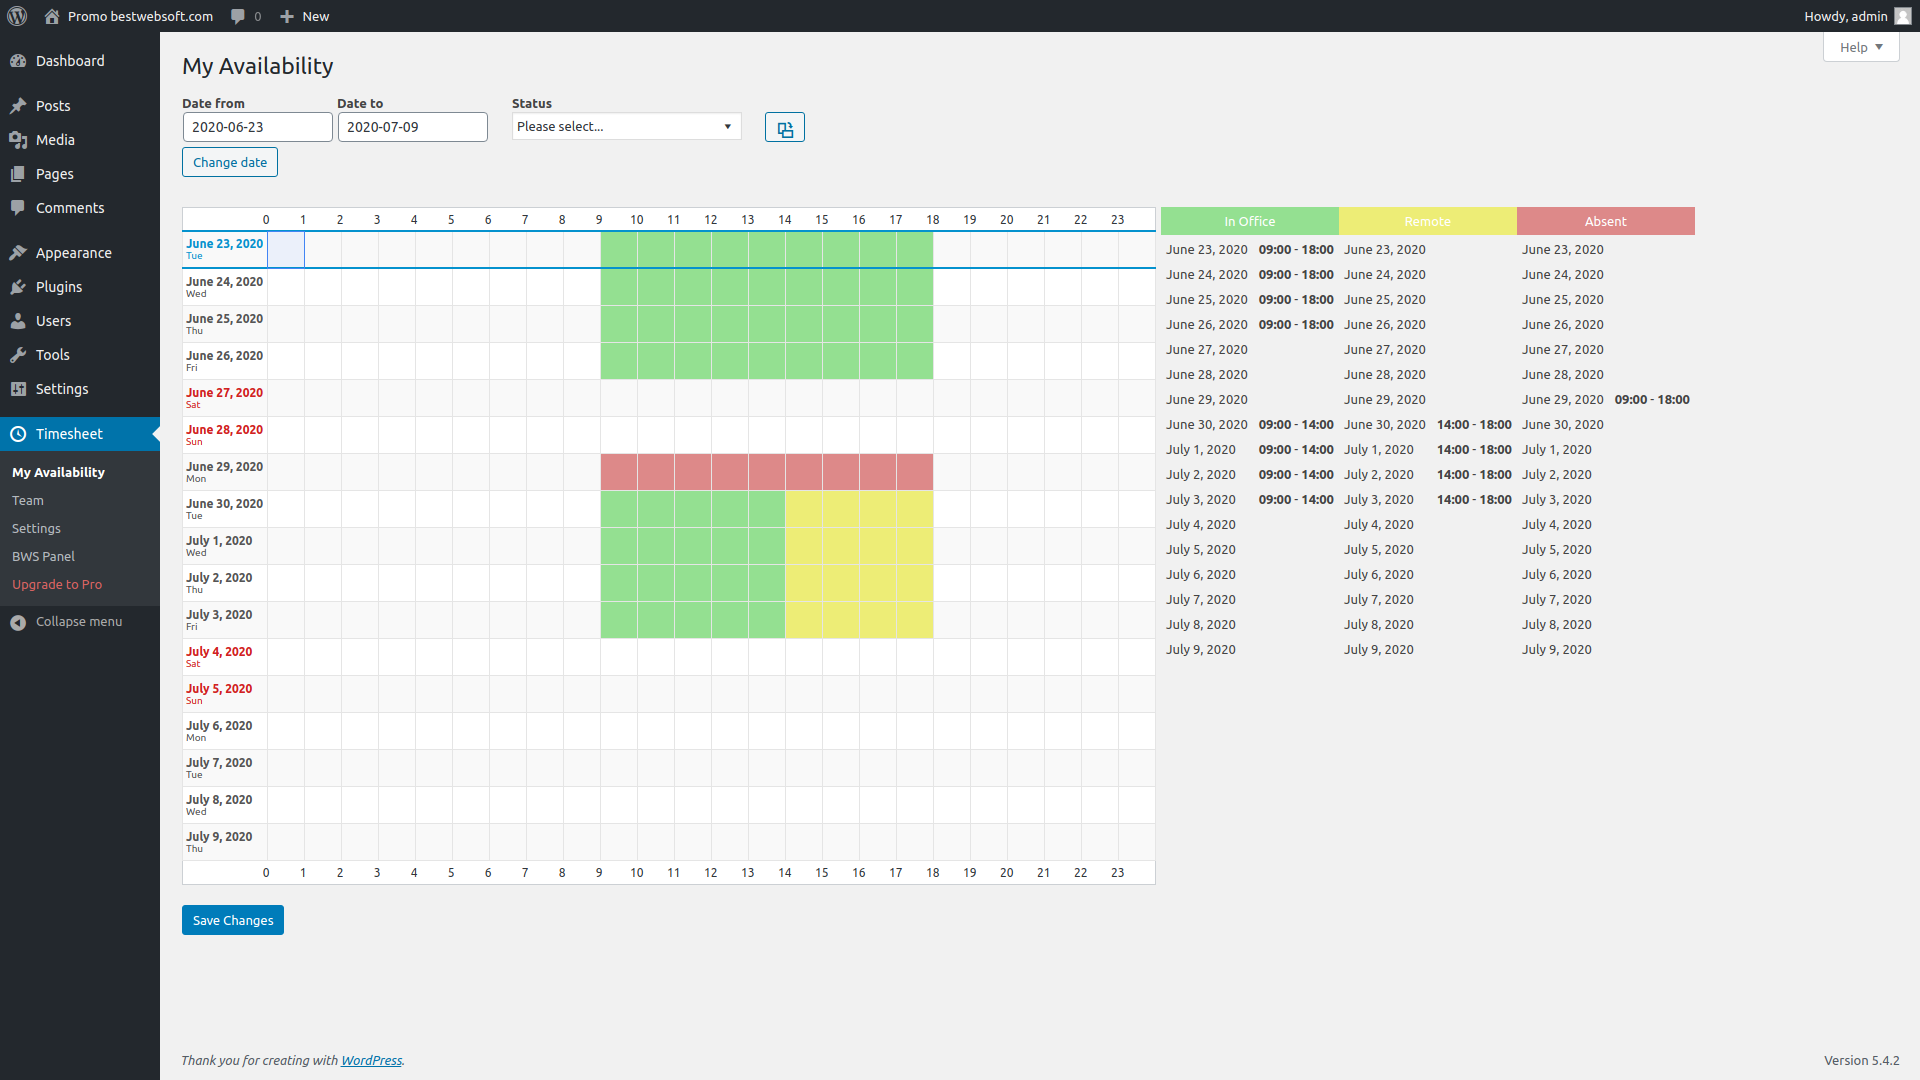 Promo bestwebsoft.com 0 New Howdy, admin
Help
Dashboard
Posts
Media
Pages
Comments
Appearance
Plugins
Users
Tools
Settings
Timesheet
My Availability
Team
Settings
BWS Panel
Upgrade to Pro
Collapse menu
My Availability
Date from Date to Status
2020-06-23 2020-07-09 Please select...
Change date
0 1 2 3 4 5 6 7 8 9 10 11 12 13 14 15 16 17 18 19 20 21 22 23
June 23, 2020
Tue
June 24, 2020
Wed
June 25, 2020
Thu
June 26, 2020
Fri
June 27, 2020
Sat
June 28, 2020
Sun
June 29, 2020
Mon
June 30, 2020
Tue
July 1, 2020
Wed
July 2, 2020
Thu
July 3, 2020
Fri
July 4, 2020
Sat
July 5, 2020
Sun
July 6, 2020
Mon
July 7, 2020
Tue
July 8, 2020
Wed
July 9, 2020
Thu
0 1 2 3 4 5 6 7 8 9 10 11 12 13 14 15 16 17 18 19 20 21 22 23
In Office Remote Absent
June 23, 2020 09:00 - 18:00 June 23, 2020 June 23, 2020
June 24, 2020 09:00 - 18:00 June 24, 2020 June 24, 2020
June 25, 2020 09:00 - 18:00 June 25, 2020 June 25, 2020
June 26, 2020 09:00 - 18:00 June 26, 2020 June 26, 2020
June 27, 2020 June 27, 2020 June 27, 2020
June 28, 2020 June 28, 2020 June 28, 2020
June 29, 2020 June 29, 2020 June 29, 2020 09:00 - 18:00
June 30, 2020 09:00 - 14:00 June 30, 2020 14:00 - 18:00 June 30, 2020
July 1, 2020 09:00 - 14:00 July 1, 2020 14:00 - 18:00 July 1, 2020
July 2, 2020 09:00 - 14:00 July 2, 2020 14:00 - 18:00 July 2, 2020
July 3, 2020 09:00 - 14:00 July 3, 2020 14:00 - 18:00 July 3, 2020
July 4, 2020 July 4, 2020 July 4, 2020
July 5, 2020 July 5, 2020 July 5, 2020
July 6, 2020 July 6, 2020 July 6, 2020
July 7, 2020 July 7, 2020 July 7, 2020
July 8, 2020 July 8, 2020 July 8, 2020
July 9, 2020 July 9, 2020 July 9, 2020
Save Changes
Thank you for creating with WordPress. Version 5.4.2